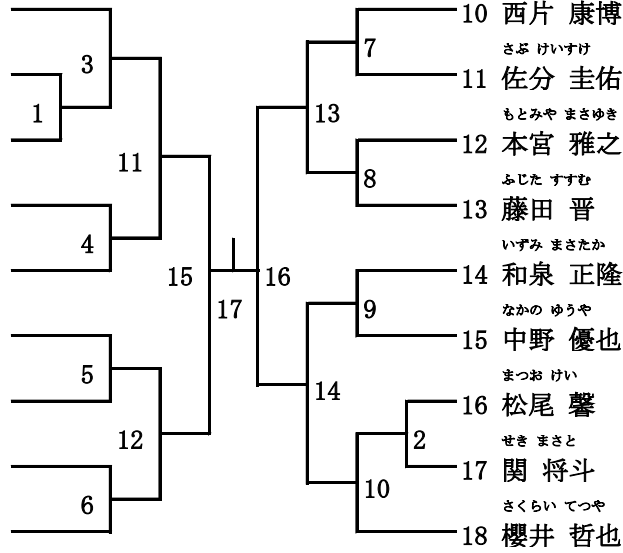 10 西片 康博
3
7
さぶ けいすけ
11 佐分 圭佑
1
13
もとみや まさゆき
12 本宮 雅之
11
8
ふじた すすむ
13 藤田 晋
4
いずみ まさたか
15
16
14 和泉 正隆
17
9
なかの ゆうや
15 中野 優也
5
14
まつお けい
16 松尾 馨
12
2
せき まさと
17 関 将斗
6
10
さくらい てつや
18 櫻井 哲也